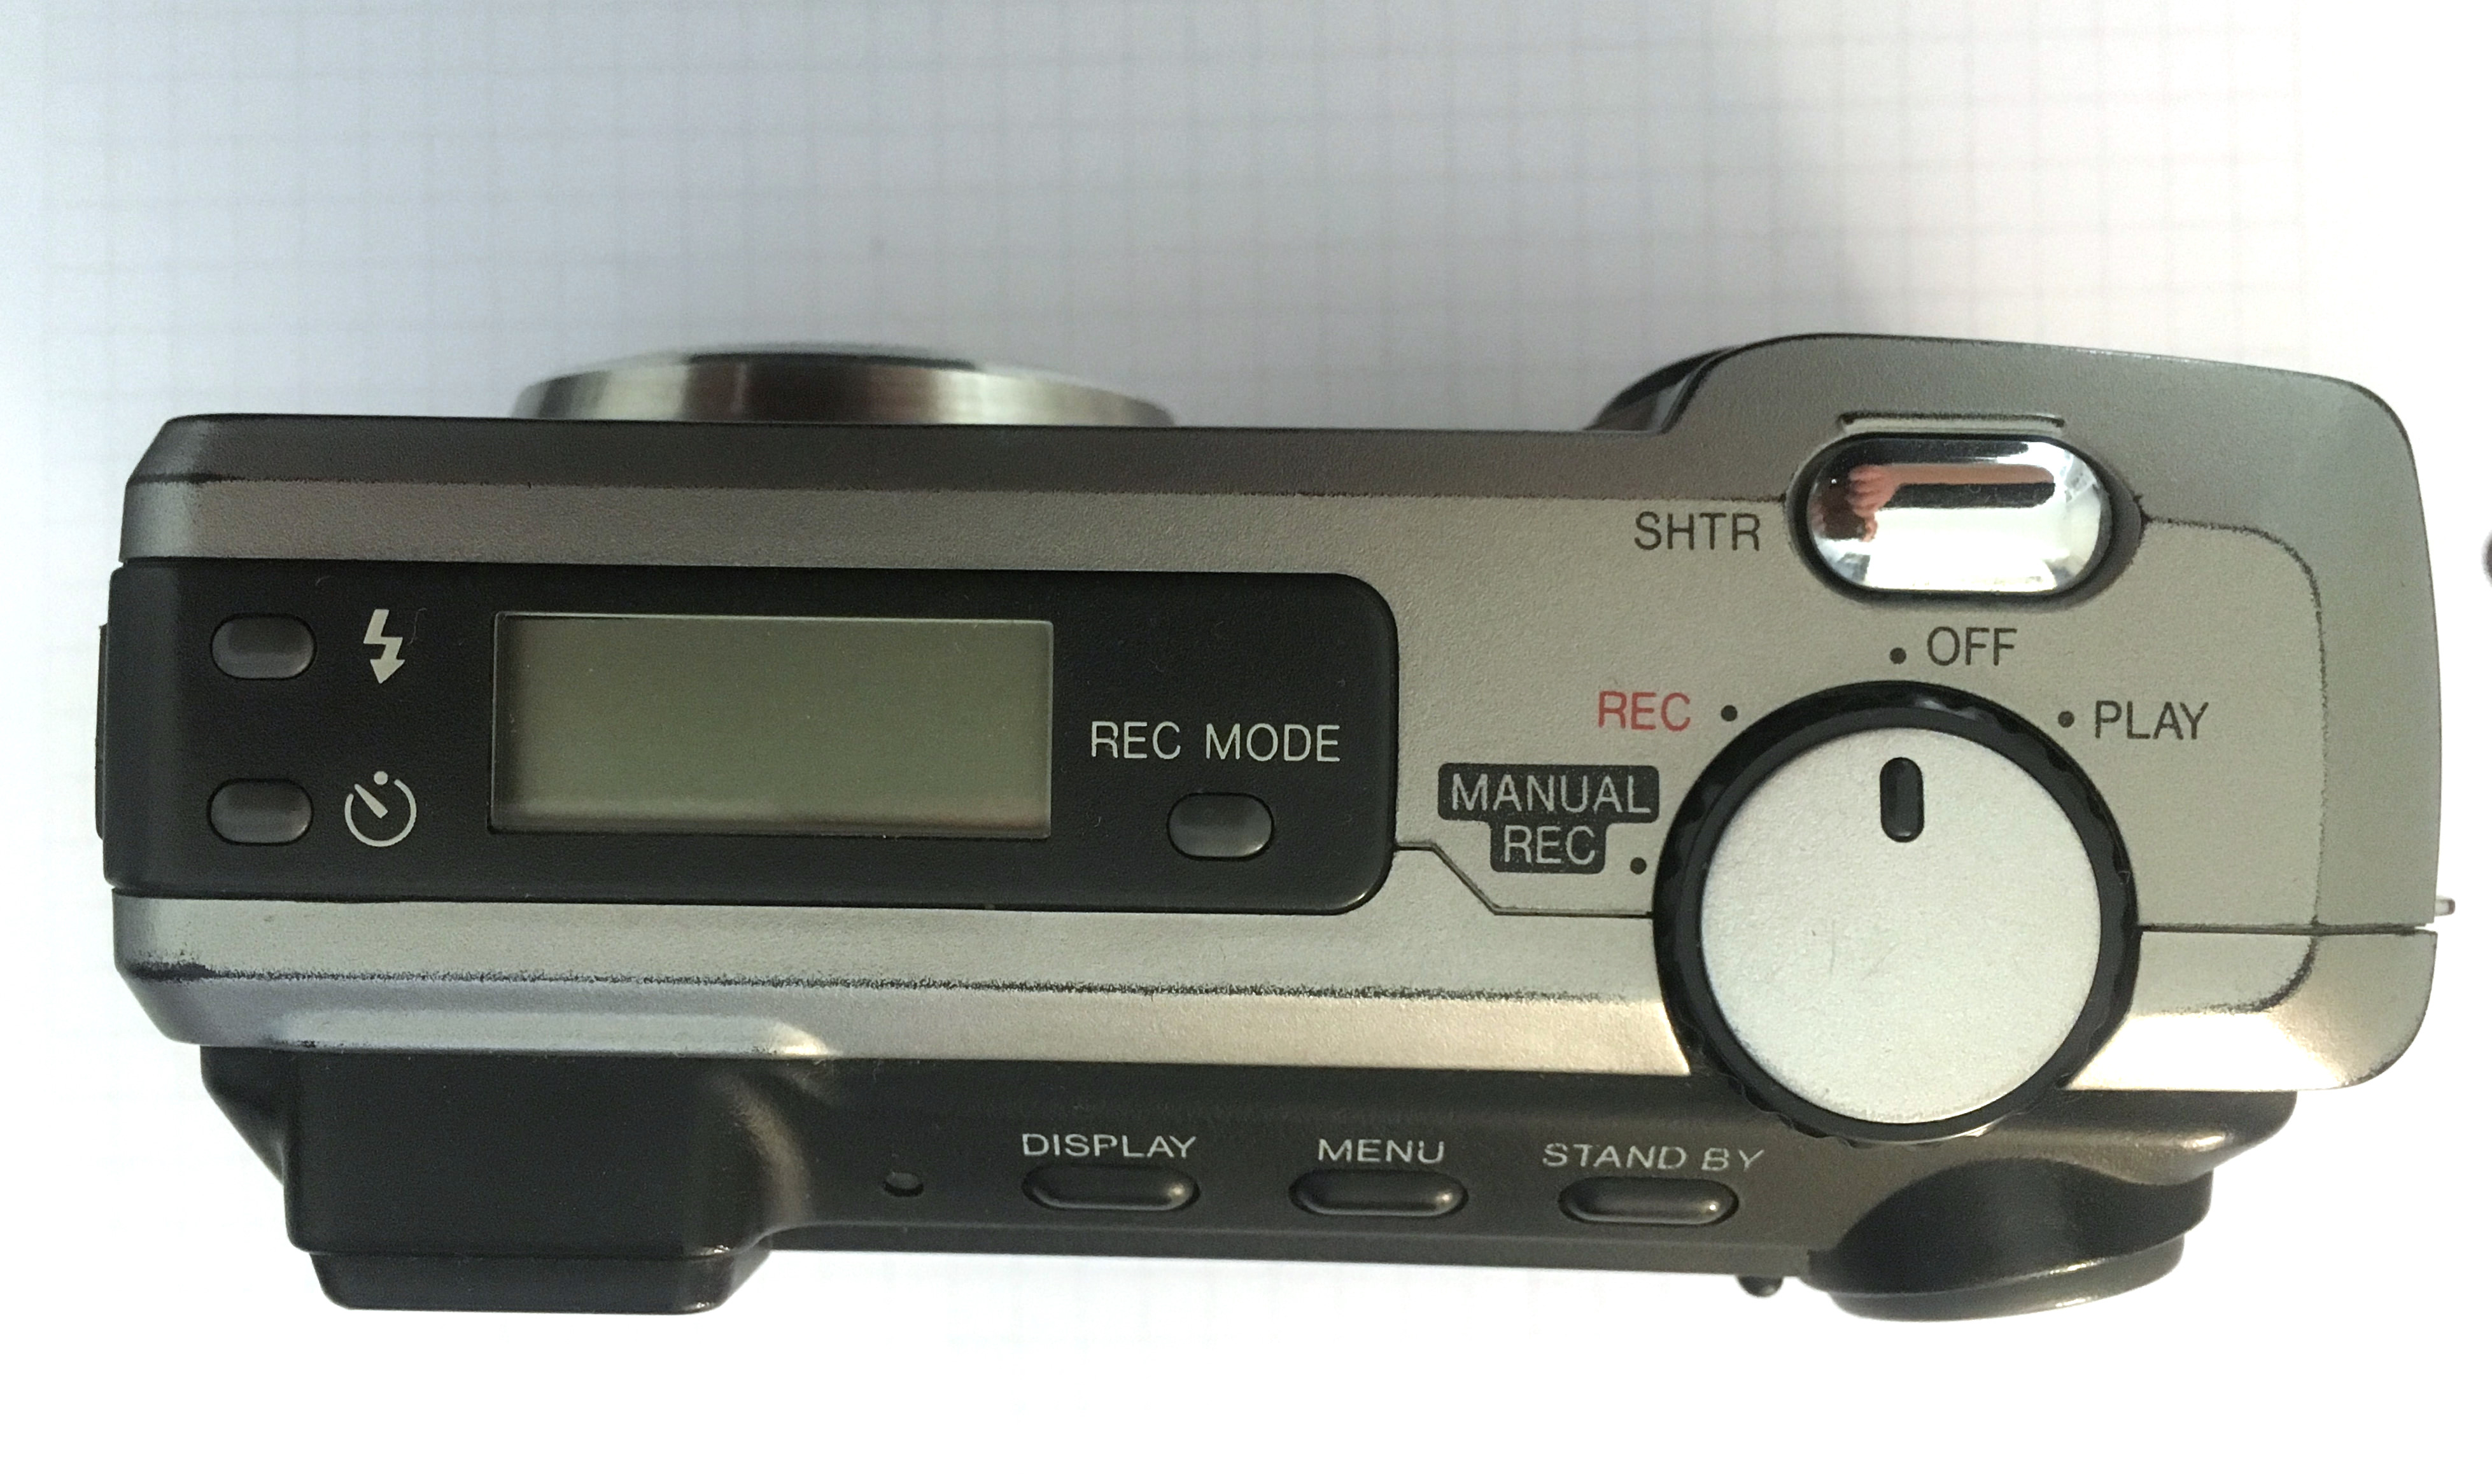 SHTR
OFF
REC
PLAY
REC MODE
MANUAL
REC
DISPLAY
MENU
STAND BY